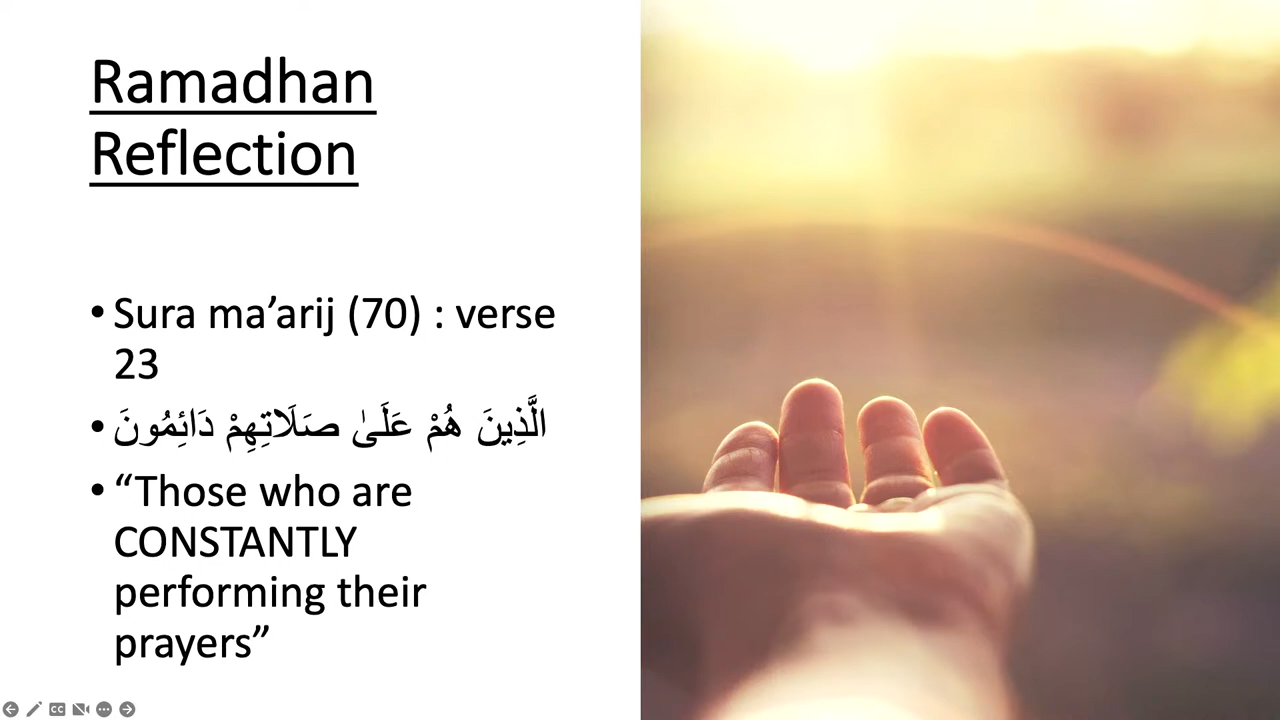 Ramadhan
Reflection
• Sura ma’arij (70) : verse
23
• الَّذِينَ هُمْ عَلَىٰ صَلَاتِهِمْ دَائِمُونَ
• “Those who are
CONSTANTLY
performing their
prayers”
CC